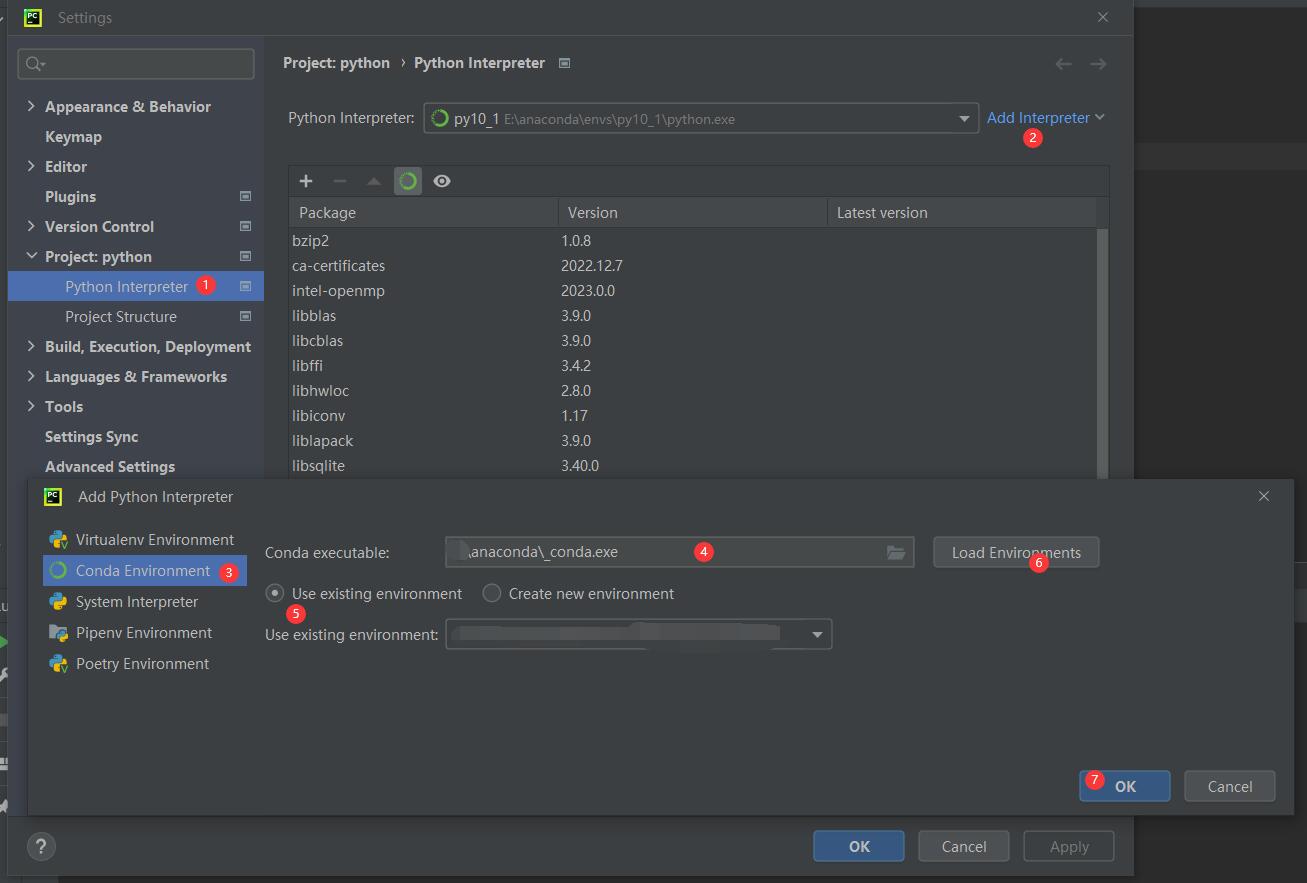 PC Settings
Project: python › Python Interpreter
Appearance & Behavior
Keymap
Editor
Plugins
Version Control
Project: python
Python Interpreter 1
Project Structure
Build, Execution, Deployment
Languages & Frameworks
Tools
Settings Sync
Advanced Settings
Python Interpreter: py10_1 E:\anaconda\envs\py10_1\python.exe Add Interpreter
2
Package Version Latest version
bzip2 1.0.8
ca-certificates 2022.12.7
intel-openmp 2023.0.0
libblas 3.9.0
libcblas 3.9.0
libffi 3.4.2
libhwloc 2.8.0
libiconv 1.17
liblapack 3.9.0
libsqlite 3.40.0
PC Add Python Interpreter
Virtualenv Environment
Conda Environment 3
System Interpreter
Pipenv Environment
Poetry Environment
Conda executable: \anaconda\_conda.exe 4 Load Environments
6
Use existing environment Create new environment
5
Use existing environment:
7 OK Cancel
? OK Cancel Apply